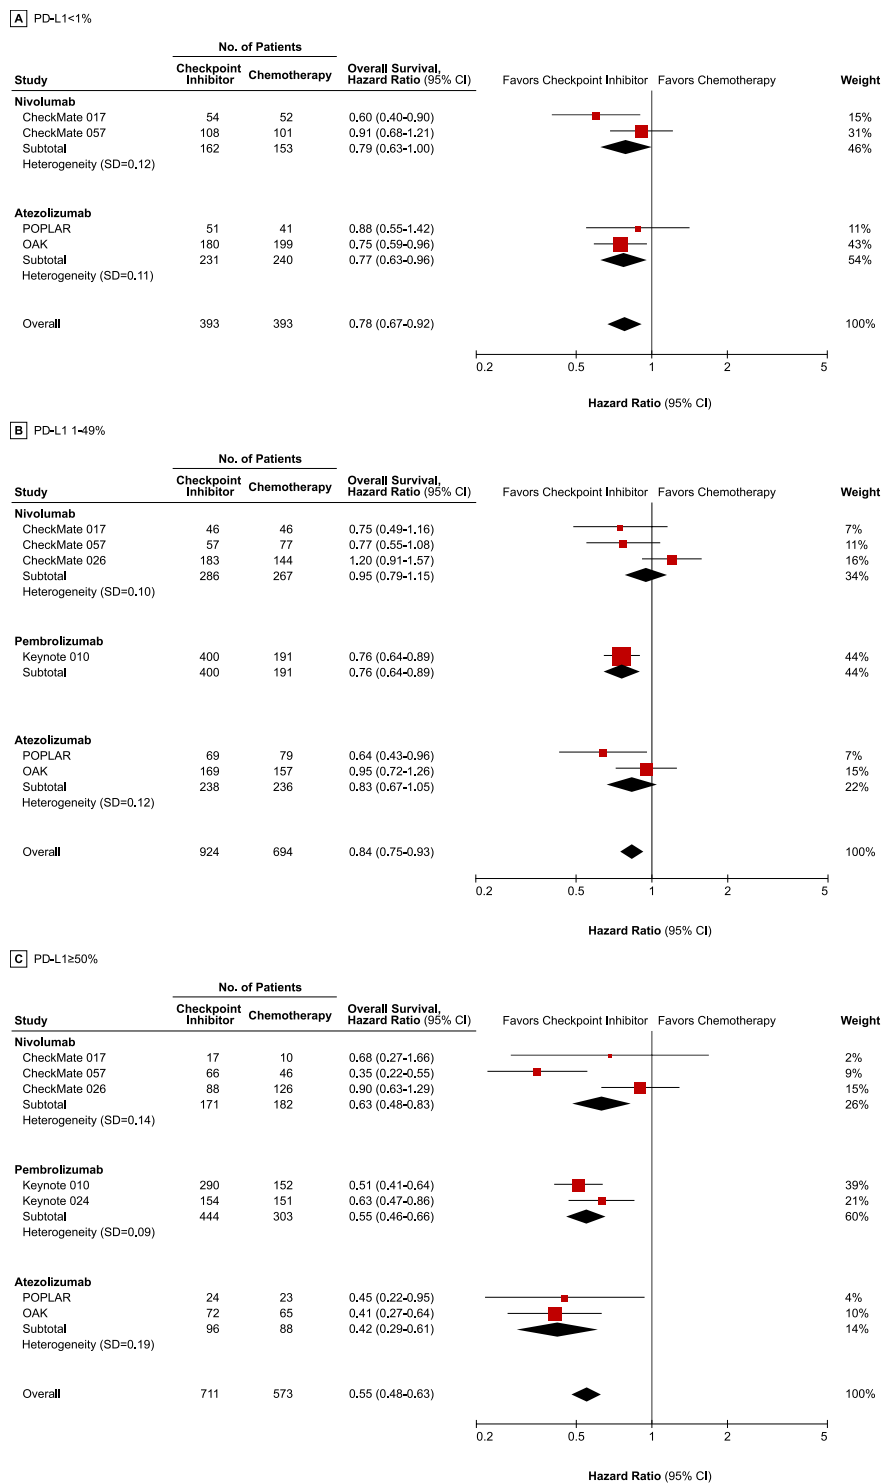 A PD-L1<1%
No. of Patients
Study Checkpoint Inhibitor Chemotherapy Overall Survival, Hazard Ratio (95% CI) Favors Checkpoint Inhibitor Favors Chemotherapy Weight
Nivolumab
CheckMate 017 54 52 0.60 (0.40-0.90) 15%
CheckMate 057 108 101 0.91 (0.68-1.21) 31%
Subtotal 162 153 0.79 (0.63-1.00) 46%
Heterogeneity (SD=0.12)
Atezolizumab
POPLAR 51 41 0.88 (0.55-1.42) 11%
OAK 180 199 0.75 (0.59-0.96) 43%
Subtotal 231 240 0.77 (0.63-0.96) 54%
Heterogeneity (SD=0.11)
Overall 393 393 0.78 (0.67-0.92) 100%
0.2 0.5 1 2 5
Hazard Ratio (95% CI)
B PD-L1 1-49%
No. of Patients
Study Checkpoint Inhibitor Chemotherapy Overall Survival, Hazard Ratio (95% CI) Favors Checkpoint Inhibitor Favors Chemotherapy Weight
Nivolumab
CheckMate 017 46 46 0.75 (0.49-1.16) 7%
CheckMate 057 57 77 0.77 (0.55-1.08) 11%
CheckMate 026 183 144 1.20 (0.91-1.57) 16%
Subtotal 286 267 0.95 (0.79-1.15) 34%
Heterogeneity (SD=0.10)
Pembrolizumab
Keynote 010 400 191 0.76 (0.64-0.89) 44%
Subtotal 400 191 0.76 (0.64-0.89) 44%
Atezolizumab
POPLAR 69 79 0.64 (0.43-0.96) 7%
OAK 169 157 0.95 (0.72-1.26) 15%
Subtotal 238 236 0.83 (0.67-1.05) 22%
Heterogeneity (SD=0.12)
Overall 924 694 0.84 (0.75-0.93) 100%
0.2 0.5 1 2 5
Hazard Ratio (95% CI)
C PD-L1≥50%
No. of Patients
Study Checkpoint Inhibitor Chemotherapy Overall Survival, Hazard Ratio (95% CI) Favors Checkpoint Inhibitor Favors Chemotherapy Weight
Nivolumab
CheckMate 017 17 10 0.68 (0.27-1.66) 2%
CheckMate 057 66 46 0.35 (0.22-0.55) 9%
CheckMate 026 88 126 0.90 (0.63-1.29) 15%
Subtotal 171 182 0.63 (0.48-0.83) 26%
Heterogeneity (SD=0.14)
Pembrolizumab
Keynote 010 290 152 0.51 (0.41-0.64) 39%
Keynote 024 154 151 0.63 (0.47-0.86) 21%
Subtotal 444 303 0.55 (0.46-0.66) 60%
Heterogeneity (SD=0.09)
Atezolizumab
POPLAR 24 23 0.45 (0.22-0.95) 4%
OAK 72 65 0.41 (0.27-0.64) 10%
Subtotal 96 88 0.42 (0.29-0.61) 14%
Heterogeneity (SD=0.19)
Overall 711 573 0.55 (0.48-0.63) 100%
0.2 0.5 1 2 5
Hazard Ratio (95% CI)